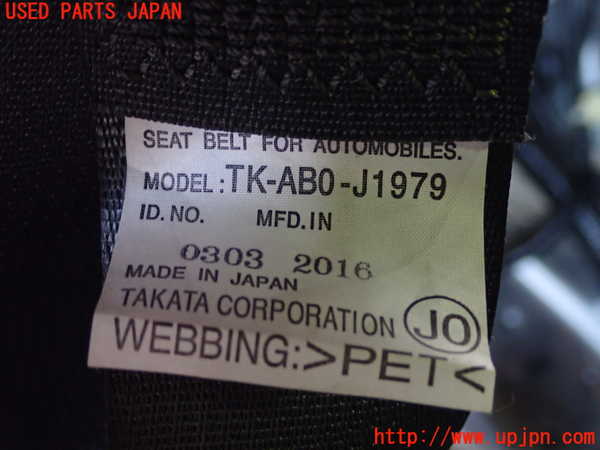 USED PARTS JAPAN
SEAT BELT FOR AUTOMOBILES.
MODEL:TK-AB0-J1979
ID.NO. MFD.IN
0303 2016
MADE IN JAPAN
TAKATA CORPORATION JO
WEBBING:>PET<
http://www.upjpn.com